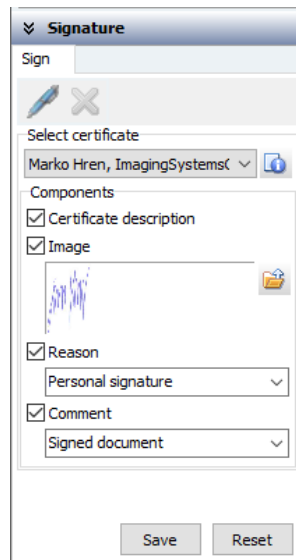 Signature
Sign
Select certificate
Marko Hren, ImagingSystems(
Components
Certificate description
Image
Reason
Personal signature
Comment
Signed document
Save Reset